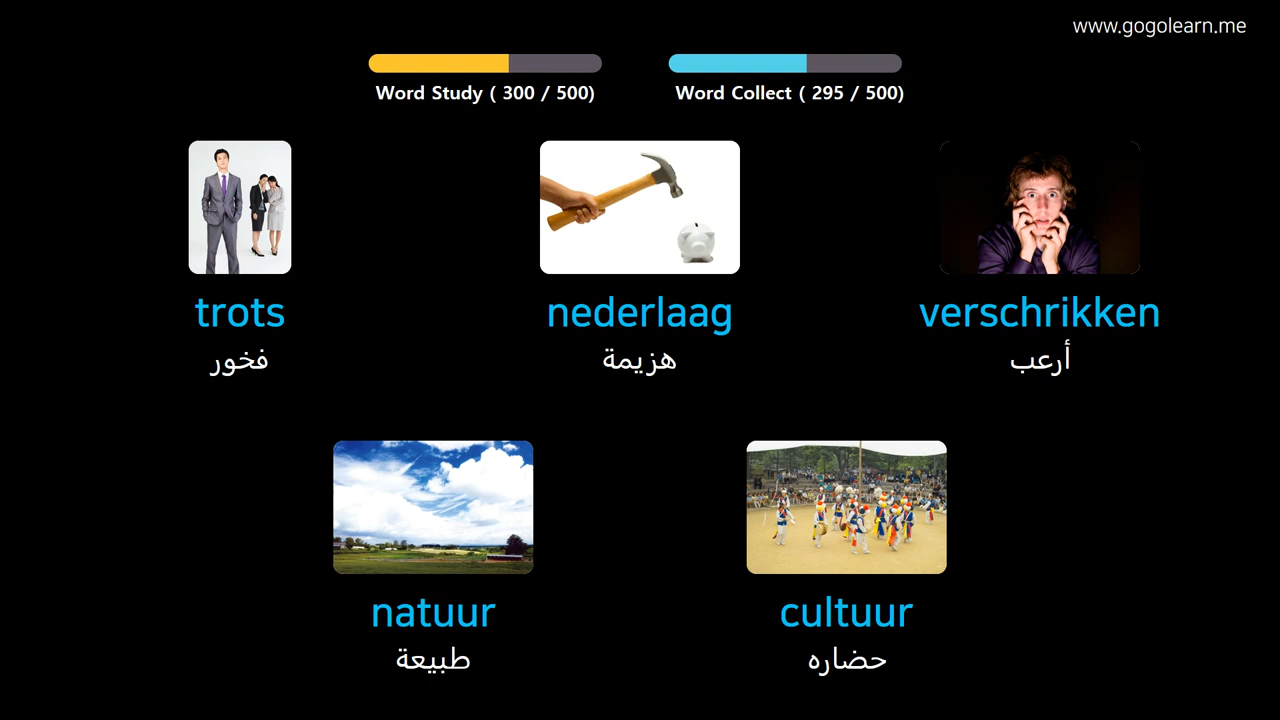 www.gogolearn.me
Word Study ( 300 / 500)
Word Collect ( 295 / 500)
trots
nederlaag
verschrikken
فخور
هزيمة
أرعب
natuur
cultuur
طبيعة
حضاره